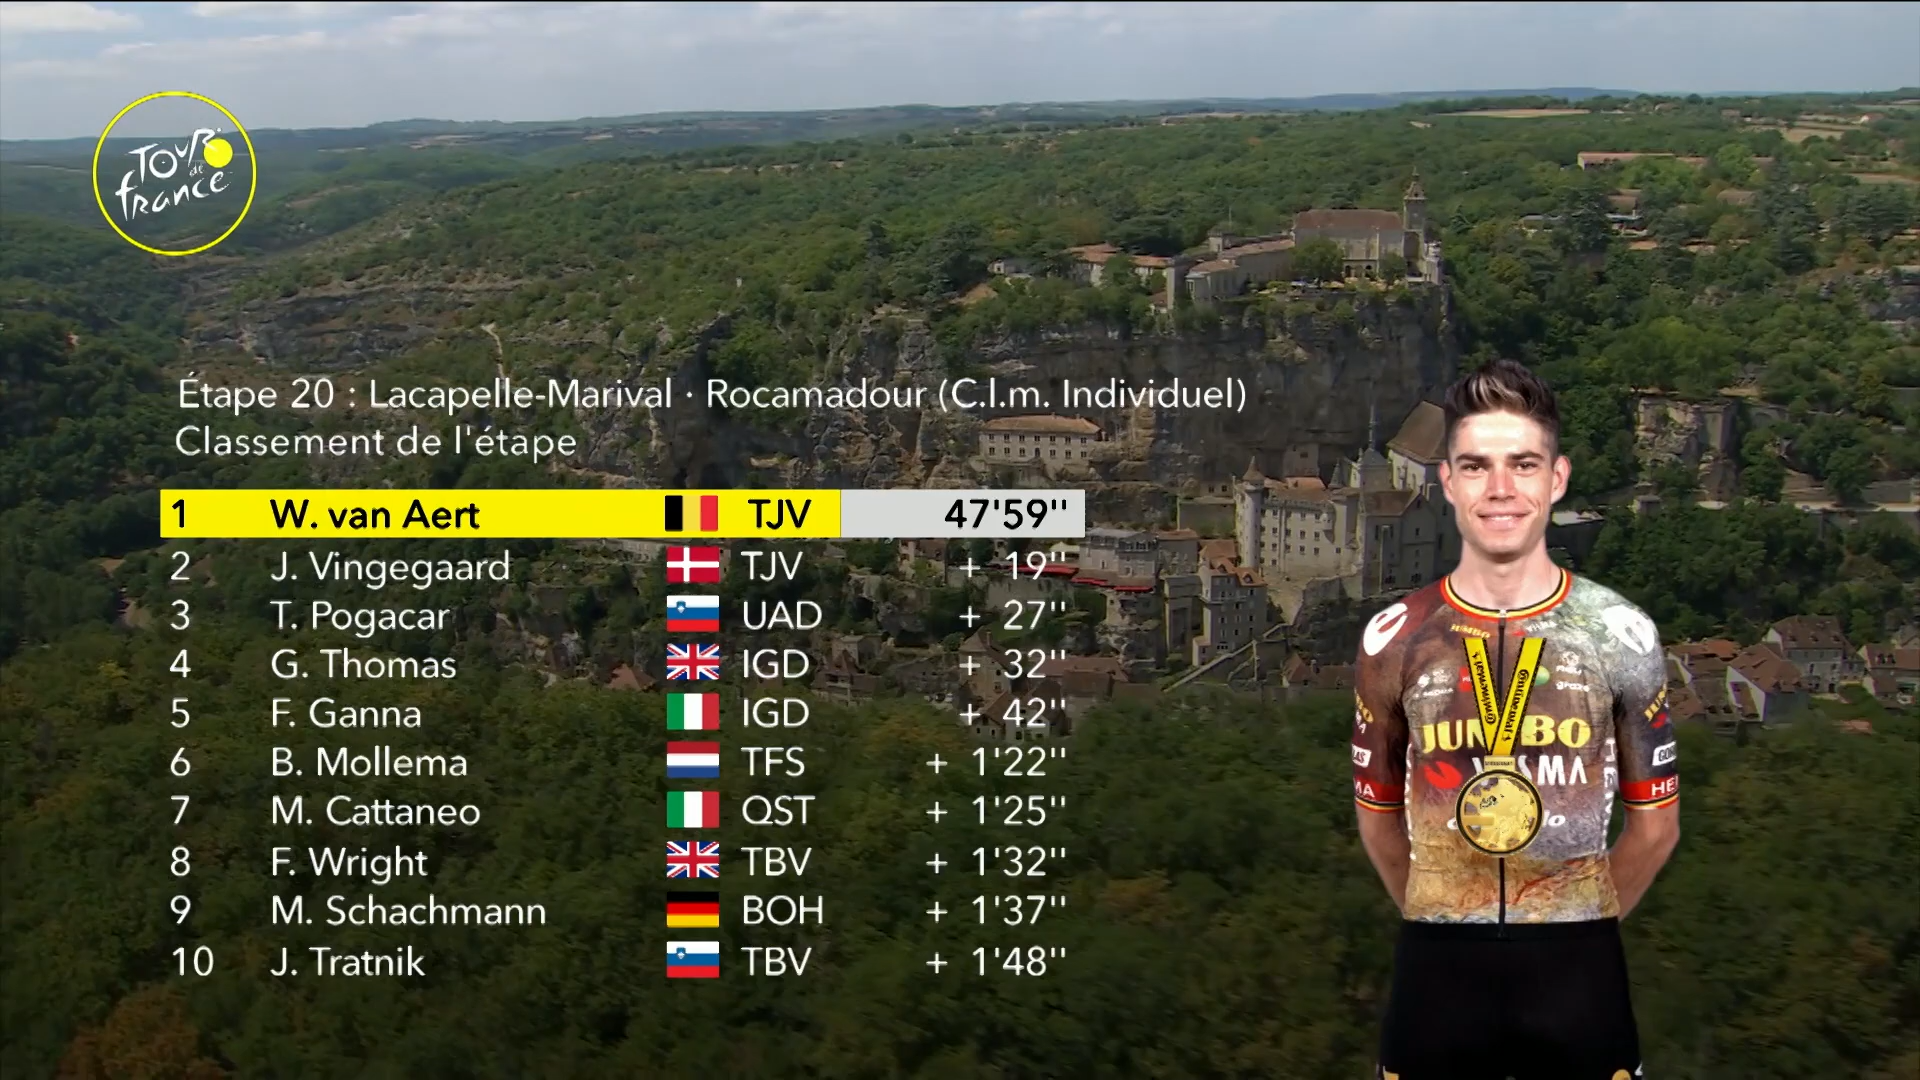 TOUR de france
Étape 20 : Lacapelle-Marival · Rocamadour (C.l.m. Individuel)
Classement de l'étape
1 W. van Aert TJV 47'59''
2 J. Vingegaard TJV + 19''
3 T. Pogacar UAD + 27''
4 G. Thomas IGD + 32''
5 F. Ganna IGD + 42''
6 B. Mollema TFS + 1'22''
7 M. Cattaneo QST + 1'25''
8 F. Wright TBV + 1'32''
9 M. Schachmann BOH + 1'37''
10 J. Tratnik TBV + 1'48''
JUMBO
VISMA